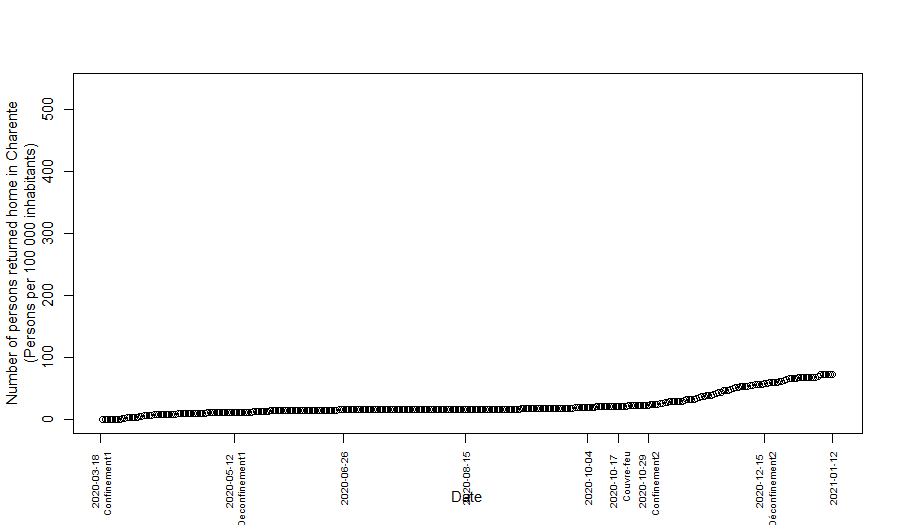 Number of persons returned home in Charente
(Persons per 100 000 inhabitants)
500
400
300
200
100
0
2020-03-18
Confinement1
2020-05-12
Déconfinement1
2020-06-26
2020-08-15
2020-10-04
2020-10-17
Couvre-feu
2020-10-29
Confinement2
2020-12-15
Déconfinement2
2021-01-12
Date